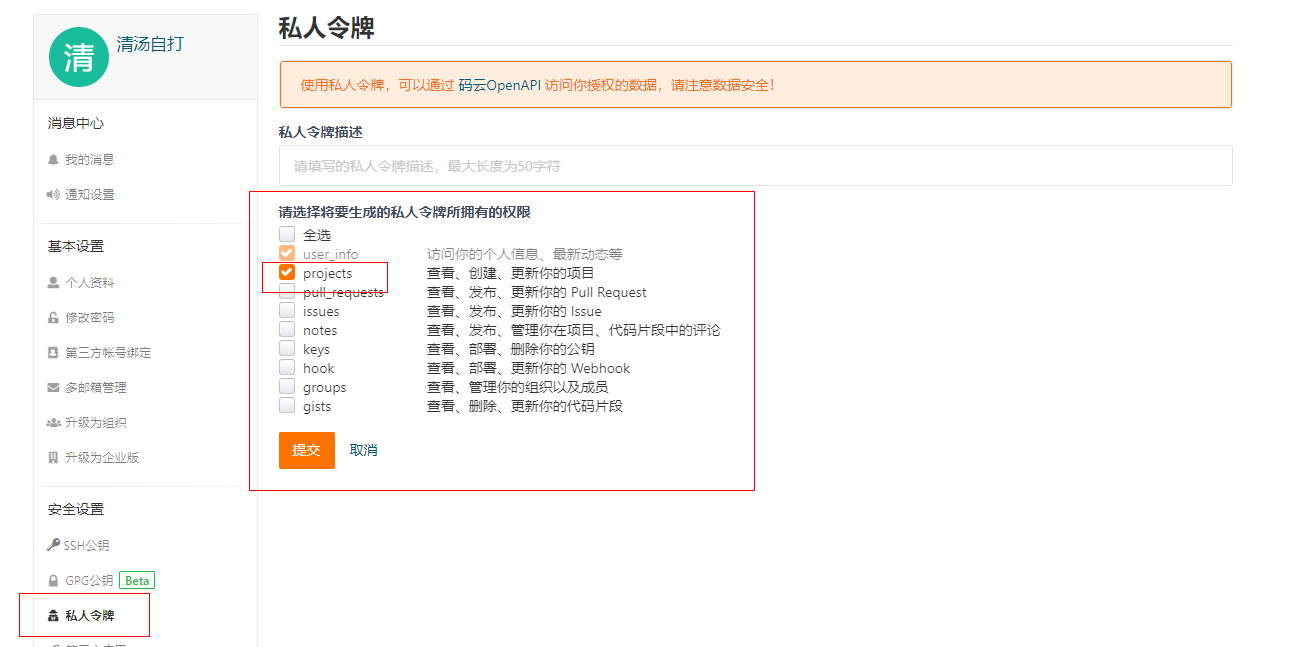 清
清汤自打
消息中心
我的消息
通知设置
基本设置
个人资料
修改密码
第三方帐号绑定
多邮箱管理
升级为组织
升级为企业版
安全设置
SSH公钥
GPG公钥 Beta
私人令牌
私人令牌
使用私人令牌，可以通过 码云OpenAPI 访问你授权的数据，请注意数据安全！
私人令牌描述
请填写的私人令牌描述，最大长度为50字符
请选择将要生成的私人令牌所拥有的权限
全选
user_info 访问你的个人信息、最新动态等
projects 查看、创建、更新你的项目
pull_requests 查看、发布、更新你的 Pull Request
issues 查看、发布、更新你的 Issue
notes 查看、发布、管理你在项目、代码片段中的评论
keys 查看、部署、删除你的公钥
hook 查看、部署、更新你的 Webhook
groups 查看、管理你的组织以及成员
gists 查看、删除、更新你的代码片段
提交 取消